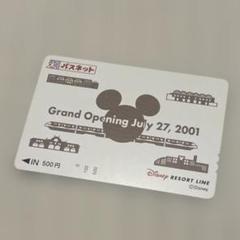 パスネット
Grand Opening July 27, 2001
◀IN 500円
Disney RESORT LINE
©Disney